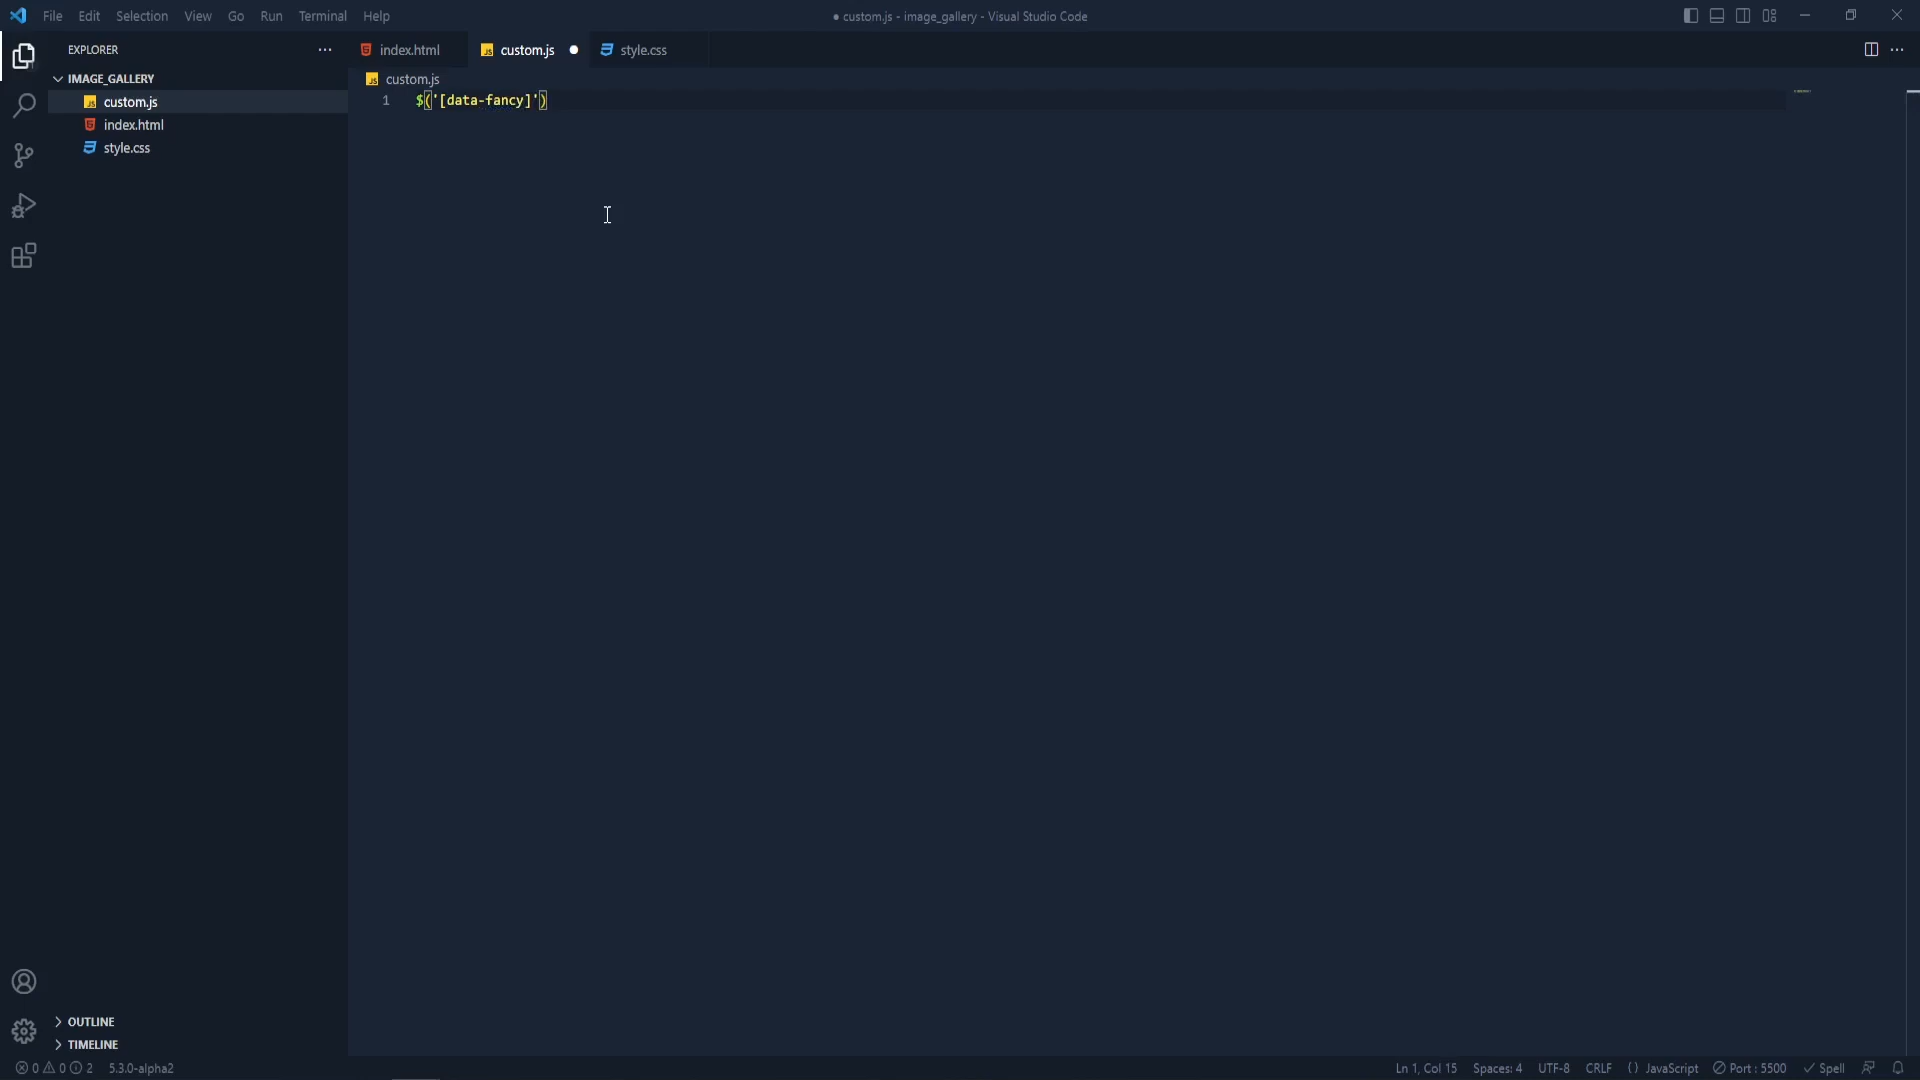 File Edit Selection View Go Run Terminal Help
● custom.js - image_gallery - Visual Studio Code
EXPLORER
index.html
custom.js
style.css
IMAGE_GALLERY
custom.js
index.html
style.css
custom.js
1 $('[data-fancy]')
OUTLINE
TIMELINE
0 0 2 5.3.0-alpha2
Ln 1, Col 15 Spaces: 4 UTF-8 CRLF {} JavaScript Port : 5500 Spell